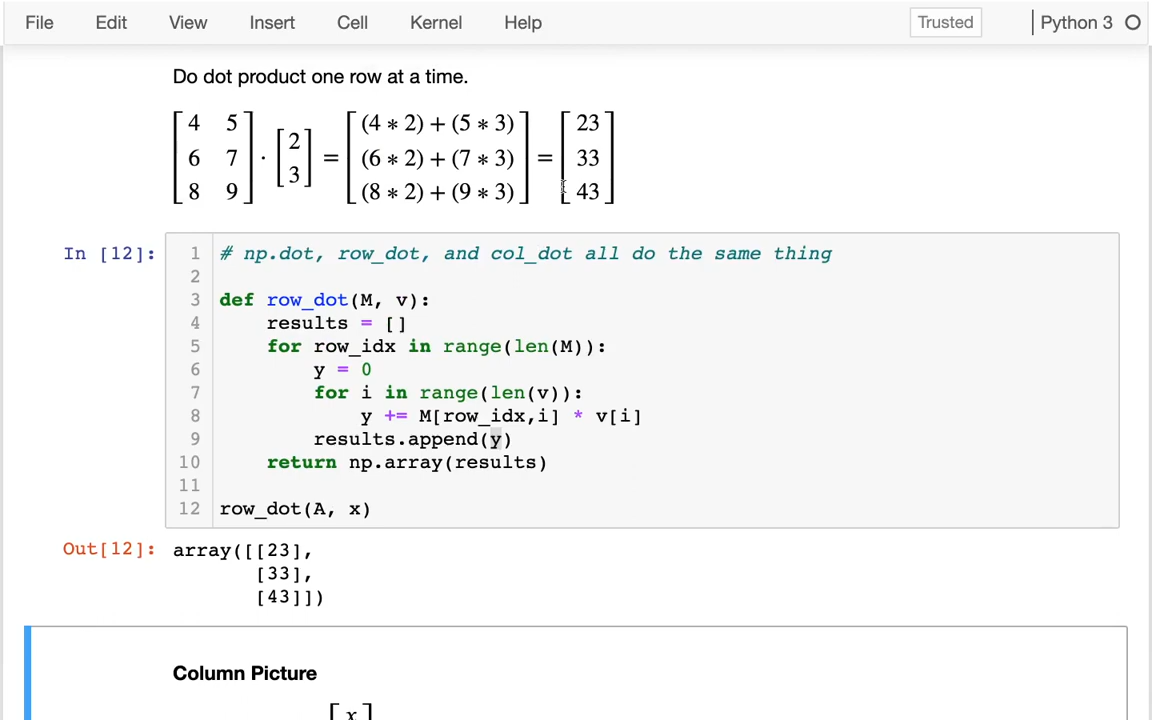 File Edit View Insert Cell Kernel Help Trusted Python 3
Do dot product one row at a time.
[4 5] [2] [(4 * 2) + (5 * 3)] [23]
[6 7] · [3] = [(6 * 2) + (7 * 3)] = [33]
[8 9] [(8 * 2) + (9 * 3)] [43]
In [12]: 1 # np.dot, row_dot, and col_dot all do the same thing
2
3 def row_dot(M, v):
4     results = []
5     for row_idx in range(len(M)):
6         y = 0
7         for i in range(len(v)):
8             y += M[row_idx,i] * v[i]
9         results.append(y)
10     return np.array(results)
11
12 row_dot(A, x)
Out[12]: array([[23],
[33],
[43]])
Column Picture
[x]